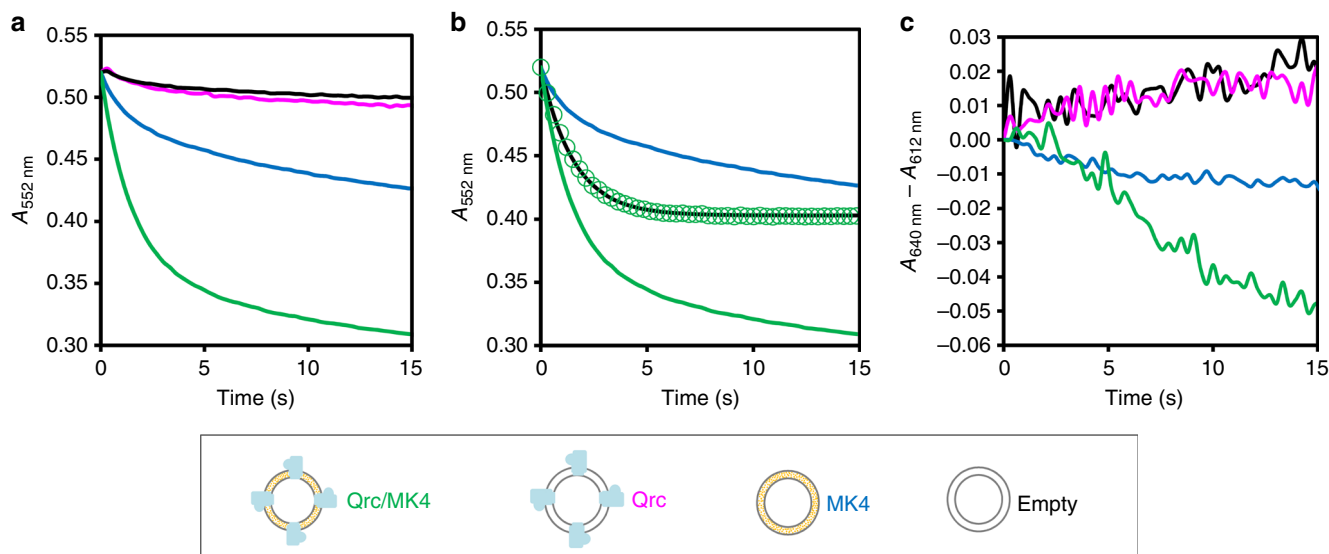 a
0.55
0.50
0.45
0.40
0.35
0.30
A552 nm
0
5
10
15
Time (s)
b
0.55
0.50
0.45
0.40
0.35
0.30
A552 nm
0
5
10
15
Time (s)
c
0.03
0.02
0.01
0.00
–0.01
–0.02
–0.03
–0.04
–0.05
–0.06
A640 nm – A612 nm
0
5
10
15
Time (s)
Qrc/MK4
Qrc
MK4
Empty